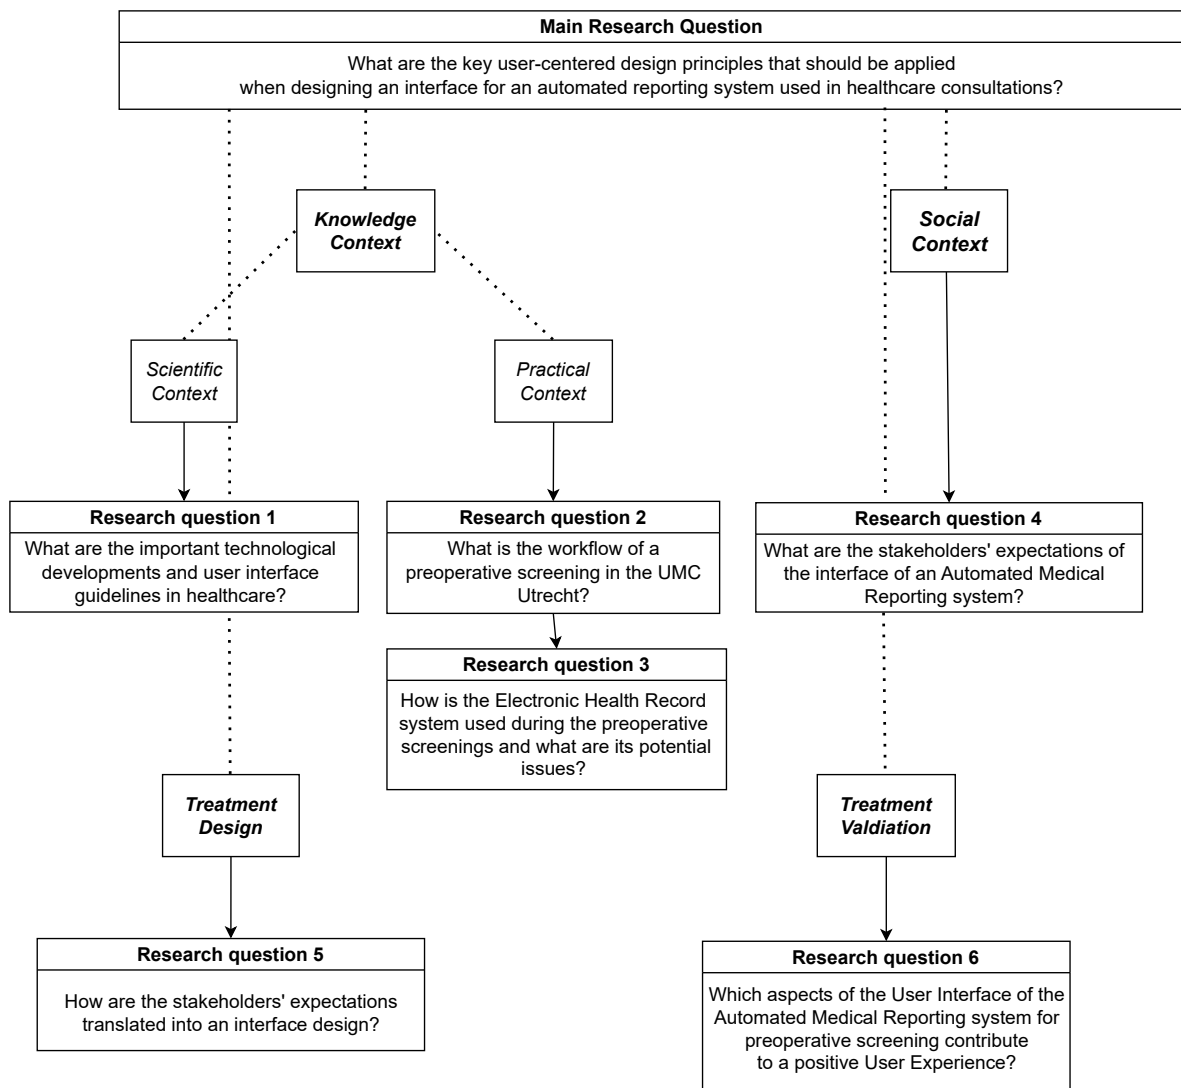 Main Research Question
What are the key user-centered design principles that should be applied
when designing an interface for an automated reporting system used in healthcare consultations?
Knowledge
Context
Social
Context
Scientific
Context
Practical
Context
Research question 1
What are the important technological
developments and user interface
guidelines in healthcare?
Research question 2
What is the workflow of a
preoperative screening in the UMC
Utrecht?
Research question 4
What are the stakeholders' expectations of
the interface of an Automated Medical
Reporting system?
Research question 3
How is the Electronic Health Record
system used during the preoperative
screenings and what are its potential
issues?
Treatment
Design
Treatment
Valdiation
Research question 5
How are the stakeholders' expectations
translated into an interface design?
Research question 6
Which aspects of the User Interface of the
Automated Medical Reporting system for
preoperative screening contribute
to a positive User Experience?